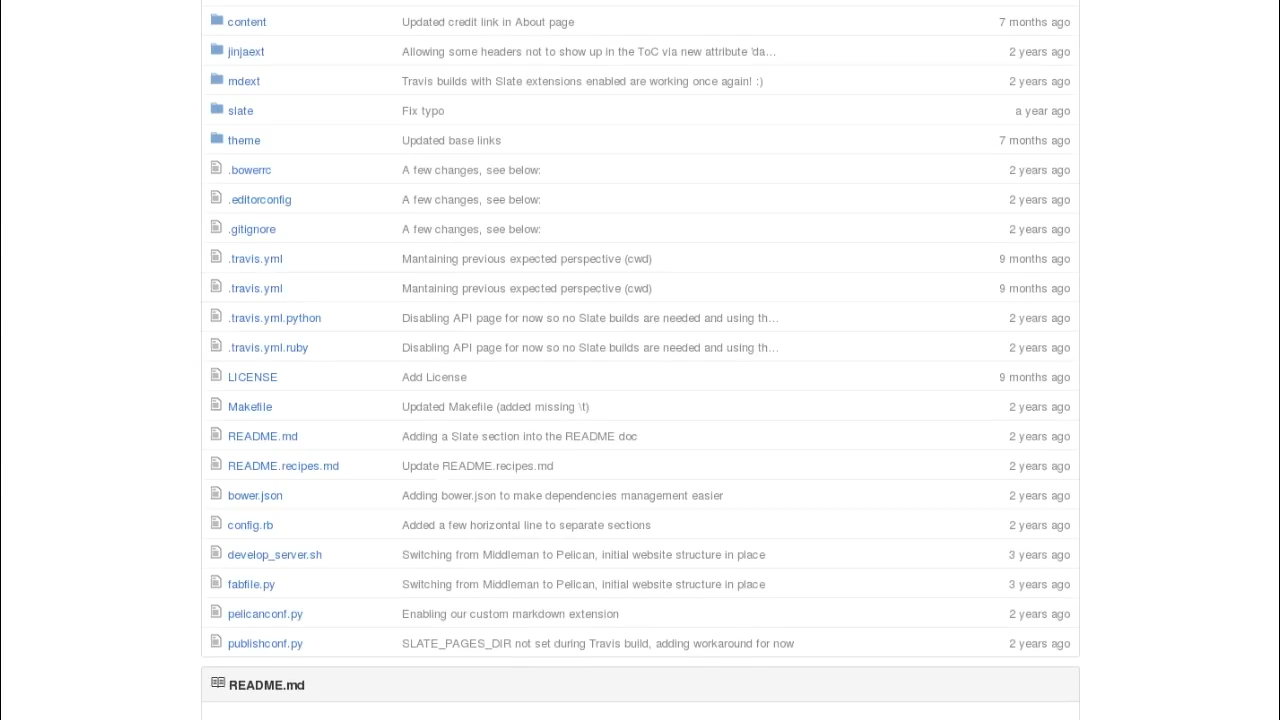 content Updated credit link in About page 7 months ago
jinjaext Allowing some headers not to show up in the ToC via new attribute 'da... 2 years ago
mdext Travis builds with Slate extensions enabled are working once again! :) 2 years ago
slate Fix typo a year ago
theme Updated base links 7 months ago
.bowerrc A few changes, see below: 2 years ago
.editorconfig A few changes, see below: 2 years ago
.gitignore A few changes, see below: 2 years ago
.travis.yml Mantaining previous expected perspective (cwd) 9 months ago
.travis.yml Mantaining previous expected perspective (cwd) 9 months ago
.travis.yml.python Disabling API page for now so no Slate builds are needed and using th... 2 years ago
.travis.yml.ruby Disabling API page for now so no Slate builds are needed and using th... 2 years ago
LICENSE Add License 9 months ago
Makefile Updated Makefile (added missing \t) 2 years ago
README.md Adding a Slate section into the README doc 2 years ago
README.recipes.md Update README.recipes.md 2 years ago
bower.json Adding bower.json to make dependencies management easier 2 years ago
config.rb Added a few horizontal line to separate sections 2 years ago
develop_server.sh Switching from Middleman to Pelican, initial website structure in place 3 years ago
fabfile.py Switching from Middleman to Pelican, initial website structure in place 3 years ago
pelicanconf.py Enabling our custom markdown extension 2 years ago
publishconf.py SLATE_PAGES_DIR not set during Travis build, adding workaround for now 2 years ago
README.md